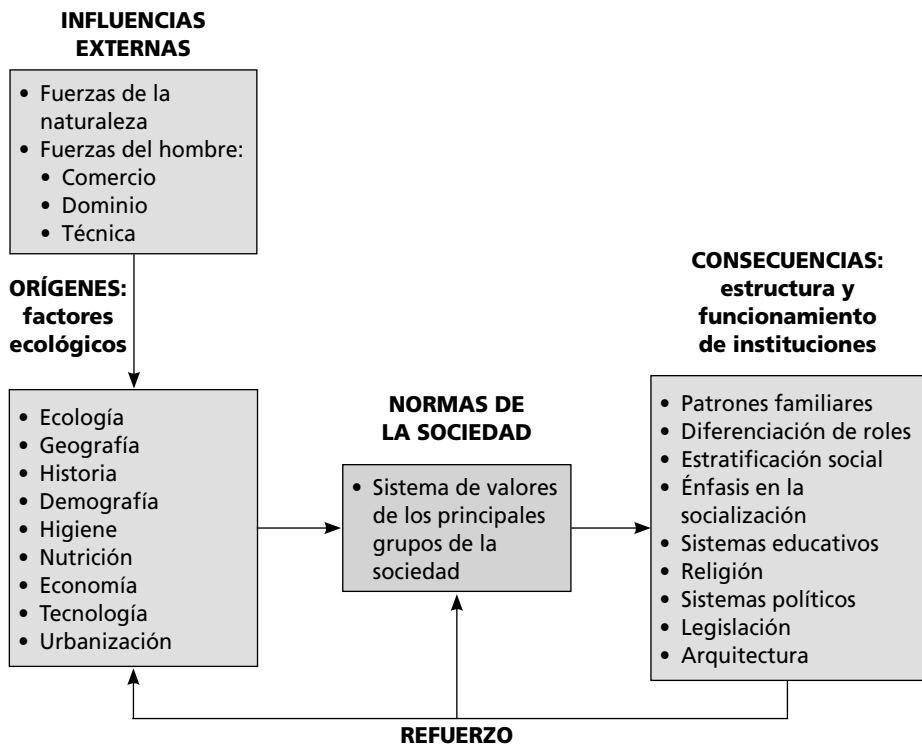 INFLUENCIAS
EXTERNAS
• Fuerzas de la
naturaleza
• Fuerzas del hombre:
• Comercio
• Dominio
• Técnica
ORÍGENES:
factores
ecológicos
• Ecología
• Geografía
• Historia
• Demografía
• Higiene
• Nutrición
• Economía
• Tecnología
• Urbanización
NORMAS DE
LA SOCIEDAD
• Sistema de valores
de los principales
grupos de la
sociedad
CONSECUENCIAS:
estructura y
funcionamiento
de instituciones
• Patrones familiares
• Diferenciación de roles
• Estratificación social
• Énfasis en la
socialización
• Sistemas educativos
• Religión
• Sistemas políticos
• Legislación
• Arquitectura
REFUERZO